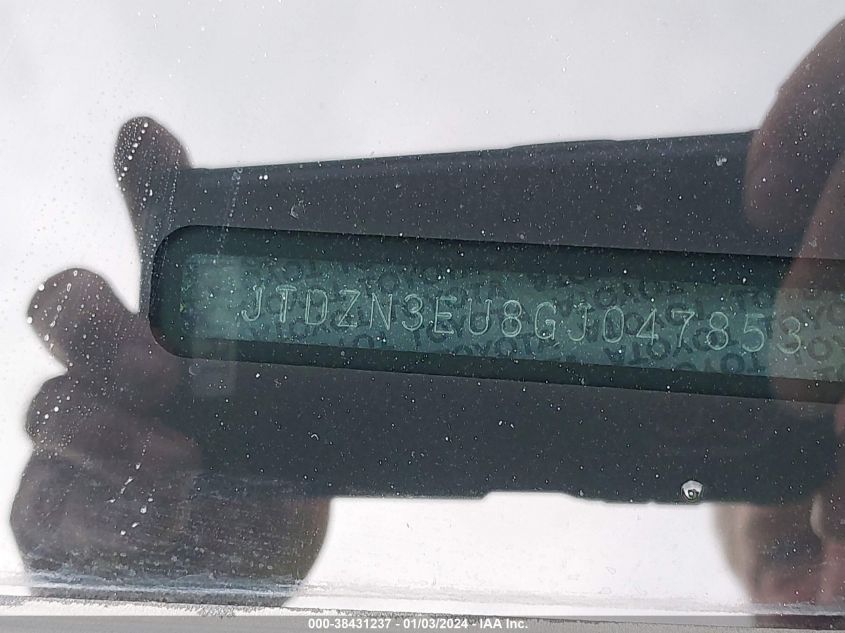 JTDZN3EU8GJ047853
000-38431237 - 01/03/2024 - IAA Inc.